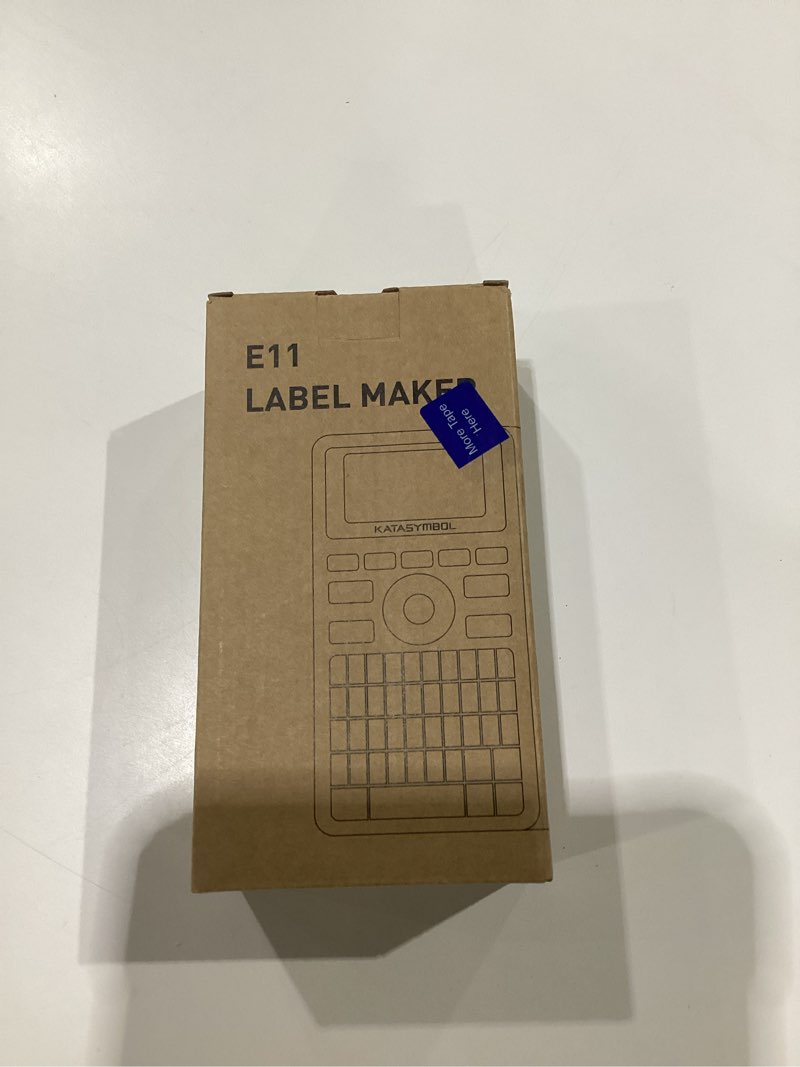 E11
LABEL MAKER
More Tape
Here
KATASYMBOL